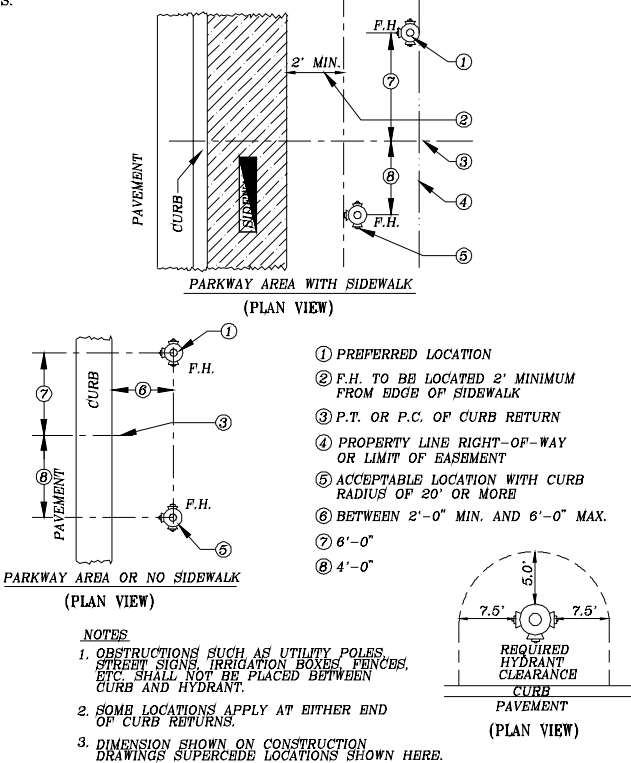 S.
F.H.
①
2' MIN.
⑦
②
③
⑧
④
PAVEMENT
CURB
SIDEWALK
F.H.
⑤
PARKWAY AREA WITH SIDEWALK
(PLAN VIEW)
①
F.H.
CURB
⑥
⑦
③
⑧
PAVEMENT
F.H.
⑤
PARKWAY AREA OR NO SIDEWALK
(PLAN VIEW)
① PREFERRED LOCATION
② F.H. TO BE LOCATED 2' MINIMUM
FROM EDGE OF SIDEWALK
③ P.T. OR P.C. OF CURB RETURN
④ PROPERTY LINE RIGHT-OF-WAY
OR LIMIT OF EASEMENT
⑤ ACCEPTABLE LOCATION WITH CURB
RADIUS OF 20' OR MORE
⑥ BETWEEN 2'-0" MIN. AND 6'-0" MAX.
⑦ 6'-0"
⑧ 4'-0"
5.0'
7.5'
7.5'
REQUIRED
HYDRANT
CLEARANCE
CURB
PAVEMENT
(PLAN VIEW)
NOTES
1. OBSTRUCTIONS SUCH AS UTILITY POLES,
STREET SIGNS, IRRIGATION BOXES, FENCES,
ETC. SHALL NOT BE PLACED BETWEEN
CURB AND HYDRANT.
2. SOME LOCATIONS APPLY AT EITHER END
OF CURB RETURNS.
3. DIMENSION SHOWN ON CONSTRUCTION
DRAWINGS SUPERCEDE LOCATIONS SHOWN HERE.